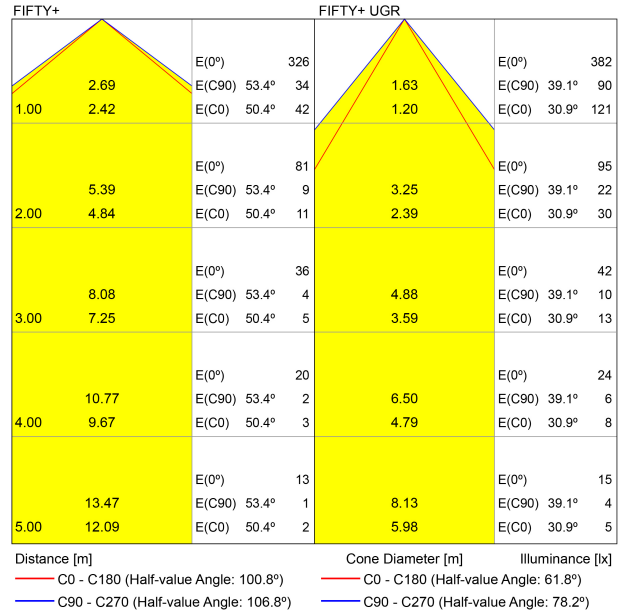 FIFTY+ FIFTY+ UGR
E(0º) 326 E(0º) 382
2.69 E(C90) 53.4º 34 1.63 E(C90) 39.1º 90
1.00 2.42 E(C0) 50.4º 42 1.20 E(C0) 30.9º 121
E(0º) 81 E(0º) 95
5.39 E(C90) 53.4º 9 3.25 E(C90) 39.1º 22
2.00 4.84 E(C0) 50.4º 11 2.39 E(C0) 30.9º 30
E(0º) 36 E(0º) 42
8.08 E(C90) 53.4º 4 4.88 E(C90) 39.1º 10
3.00 7.25 E(C0) 50.4º 5 3.59 E(C0) 30.9º 13
E(0º) 20 E(0º) 24
10.77 E(C90) 53.4º 2 6.50 E(C90) 39.1º 6
4.00 9.67 E(C0) 50.4º 3 4.79 E(C0) 30.9º 8
E(0º) 13 E(0º) 15
13.47 E(C90) 53.4º 1 8.13 E(C90) 39.1º 4
5.00 12.09 E(C0) 50.4º 2 5.98 E(C0) 30.9º 5
Distance [m] Cone Diameter [m] Illuminance [lx]
C0 - C180 (Half-value Angle: 100.8º) C0 - C180 (Half-value Angle: 61.8º)
C90 - C270 (Half-value Angle: 106.8º) C90 - C270 (Half-value Angle: 78.2º)